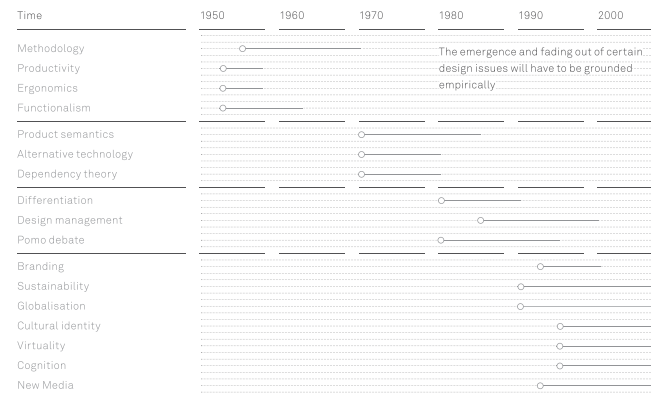 Time 1950 1960 1970 1980 1990 2000
Methodology
The emergence and fading out of certain
Productivity
design issues will have to be grounded
Ergonomics
empirically
Functionalism
Product semantics
Alternative technology
Dependency theory
Differentiation
Design management
Pomo debate
Branding
Sustainability
Globalisation
Cultural identity
Virtuality
Cognition
New Media